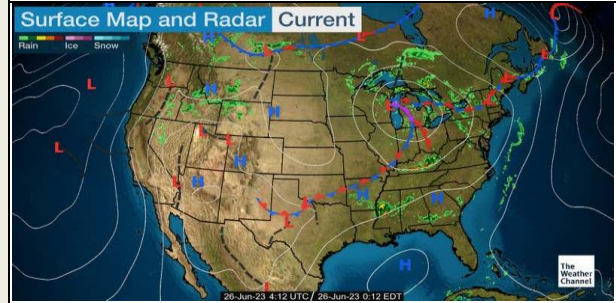 Surface Map and Radar Current
Rain Ice Snow
H
H
L
L
L
L
L
H
L
L
H
H
L
L
H
H
L
L
H
L
The
Weather
Channel
26-Jun-23 4:12 UTC / 26-Jun-23 0:12 EDT